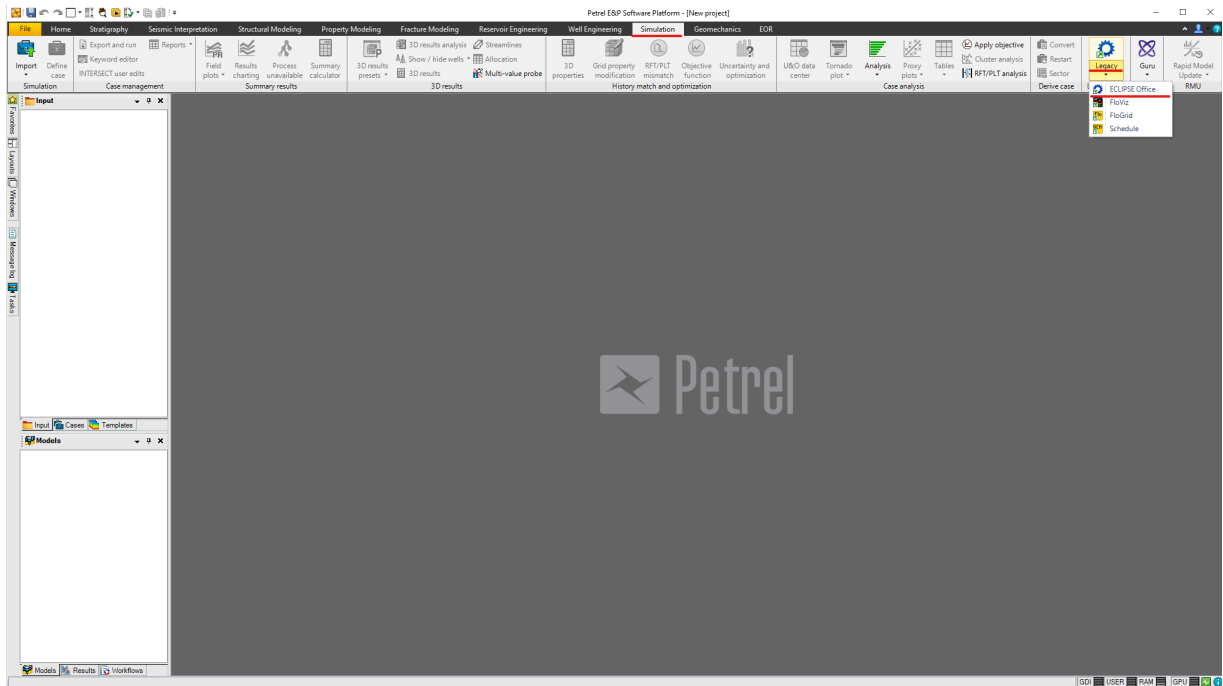 Petrel E&P Software Platform - [New project]
File Home Stratigraphy Seismic Interpretation Structural Modeling Property Modeling Fracture Modeling Reservoir Engineering Well Engineering Simulation Geomechanics EOR
Import
Define case
Simulation
Export and run
Keyword editor
INTERSECT user edits
Reports
Case management
Field plots
Results charting
Process unavailable
Summary calculator
Summary results
3D results presets
3D results analysis
Show / hide wells
3D results
Streamlines
Allocation
Multi-value probe
3D results
3D properties
Grid property modification
RFT/PLT mismatch
Objective function
Uncertainty and optimization
History match and optimization
U&O data center
Tornado plot
Analysis
Proxy plots
Tables
Apply objective
Cluster analysis
RFT/PLT analysis
Case analysis
Convert
Restart
Sector
Derive case
Legacy
ECLIPSE Office
FloViz
FloGrid
Schedule
Guru
Rapid Model Update
RMU
Favorites
Layouts
Windows
Message log
Tasks
Input
Input Cases Templates
Models
Models Results Workflows
Petrel
GDI USER RAM GPU